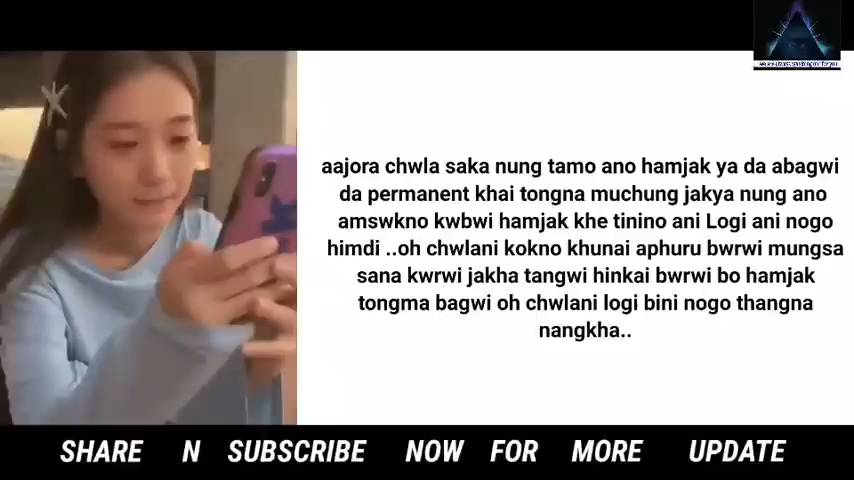 aajora chwla saka nung tamo ano hamjak ya da abagwi
da permanent khai tongna muchung jakya nung ano
amswkno kwbwi hamjak khe tinino ani Logi ani nogo
himdi ..oh chwlani kokno khunai aphuru bwrwi mungsa
sana kwrwi jakha tangwi hinkai bwrwi bo hamjak
tongma bagwi oh chwlani logi bini nogo thangna
nangkha..
SHARE N SUBSCRIBE NOW FOR MORE UPDATE